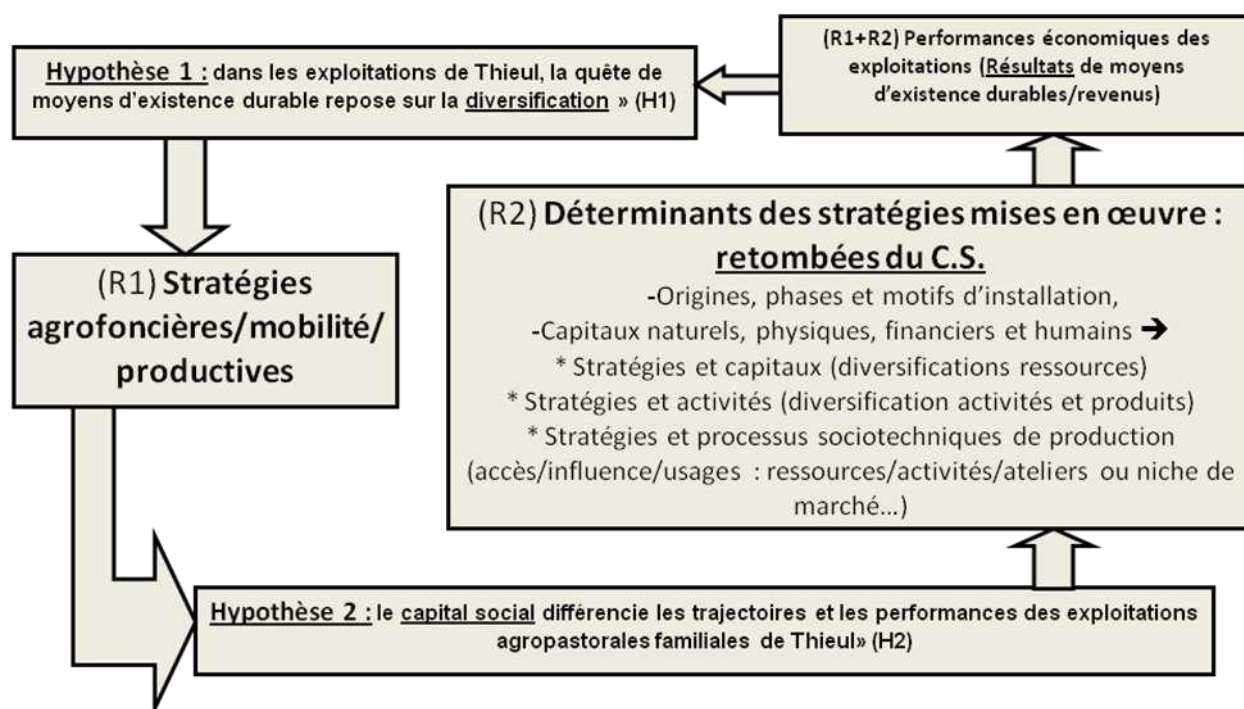 Hypothèse 1 : dans les exploitations de Thieul, la quête de
moyens d'existence durable repose sur la diversification » (H1)
(R1+R2) Performances économiques des
exploitations (Résultats de moyens
d'existence durables/revenus)
(R1) Stratégies
agrofoncières/mobilité/
productives
(R2) Déterminants des stratégies mises en œuvre :
retombées du C.S.
-Origines, phases et motifs d'installation,
-Capitaux naturels, physiques, financiers et humains ➔
* Stratégies et capitaux (diversifications ressources)
* Stratégies et activités (diversification activités et produits)
* Stratégies et processus sociotechniques de production
(accès/influence/usages : ressources/activités/ateliers ou niche de
marché...)
Hypothèse 2 : le capital social différencie les trajectoires et les performances des exploitations
agropastorales familiales de Thieul» (H2)